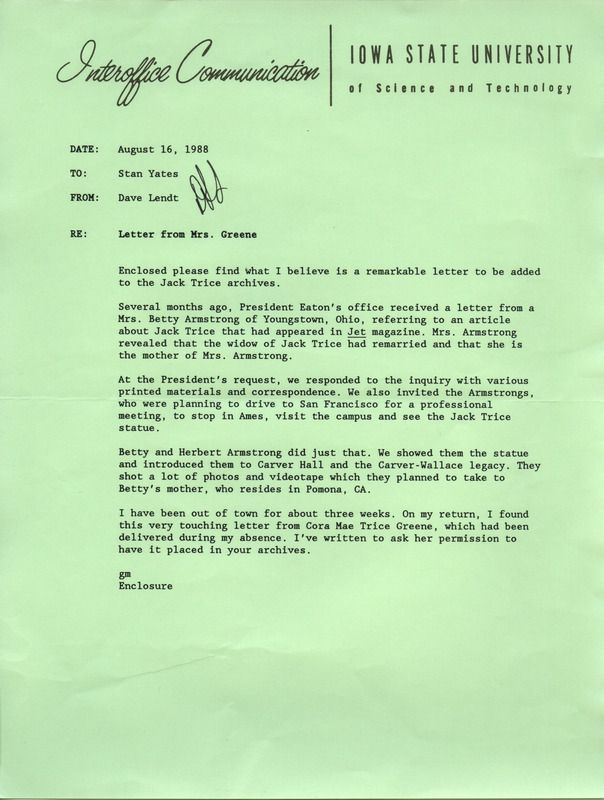 Interoffice Communication
IOWA STATE UNIVERSITY
of Science and Technology
DATE: August 16, 1988
TO: Stan Yates
FROM: Dave Lendt
RE: Letter from Mrs. Greene
Enclosed please find what I believe is a remarkable letter to be added
to the Jack Trice archives.
Several months ago, President Eaton's office received a letter from a
Mrs. Betty Armstrong of Youngstown, Ohio, referring to an article
about Jack Trice that had appeared in Jet magazine. Mrs. Armstrong
revealed that the widow of Jack Trice had remarried and that she is
the mother of Mrs. Armstrong.
At the President's request, we responded to the inquiry with various
printed materials and correspondence. We also invited the Armstrongs,
who were planning to drive to San Francisco for a professional
meeting, to stop in Ames, visit the campus and see the Jack Trice
statue.
Betty and Herbert Armstrong did just that. We showed them the statue
and introduced them to Carver Hall and the Carver-Wallace legacy. They
shot a lot of photos and videotape which they planned to take to
Betty's mother, who resides in Pomona, CA.
I have been out of town for about three weeks. On my return, I found
this very touching letter from Cora Mae Trice Greene, which had been
delivered during my absence. I've written to ask her permission to
have it placed in your archives.
gm
Enclosure